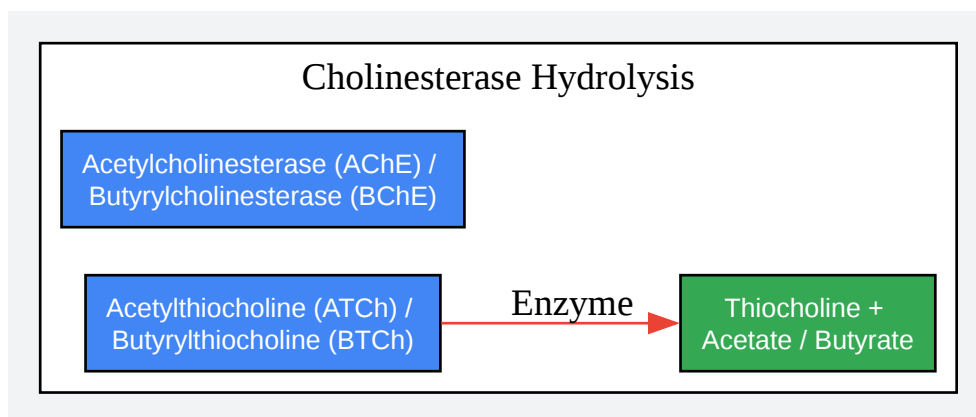 Cholinesterase Hydrolysis
Acetylcholinesterase (AChE) /
Butyrylcholinesterase (BChE)
Acetylthiocholine (ATCh) /
Butyrylthiocholine (BTCh)
Enzyme
Thiocholine +
Acetate / Butyrate